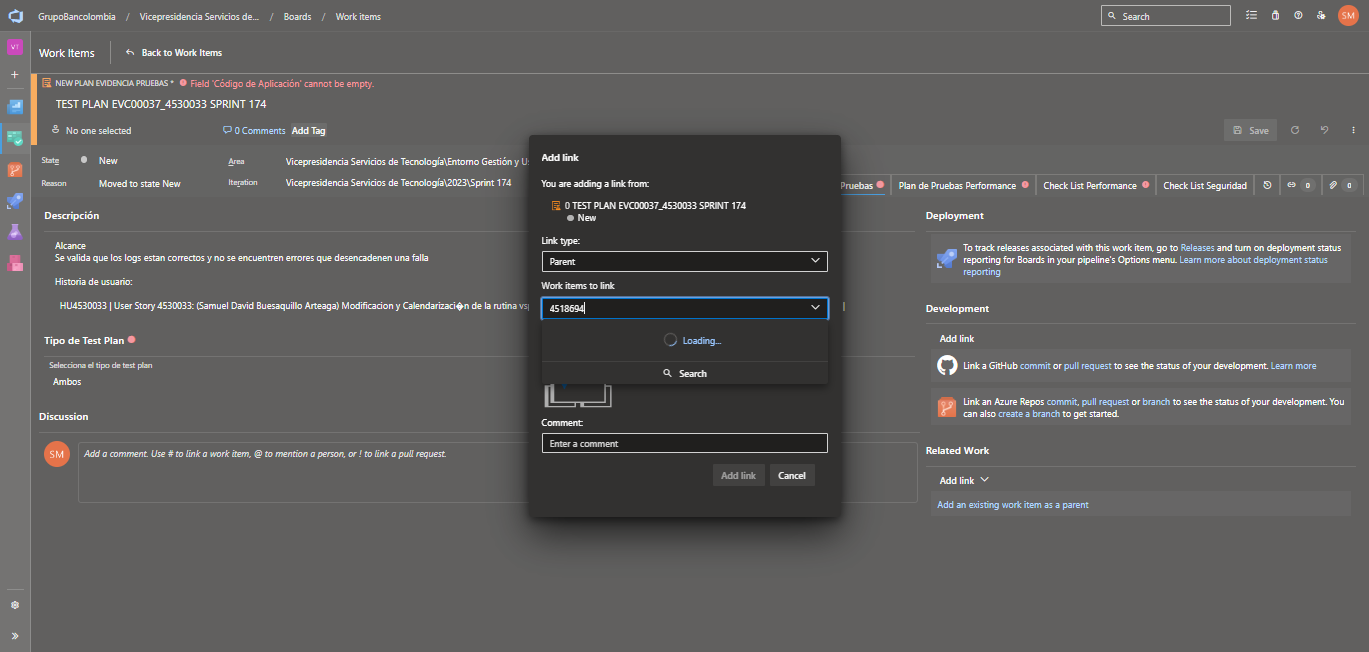 GrupoBancolombia / Vicepresidencia Servicios de... / Boards / Work items
Search
SM
VT
Work Items
Back to Work Items
NEW PLAN EVIDENCIA PRUEBAS * Field 'Código de Aplicación' cannot be empty.
TEST PLAN EVC00037_4530033 SPRINT 174
No one selected
0 Comments
Add Tag
Save
State
New
Area
Vicepresidencia Servicios de Tecnología\Entorno Gestión y
Reason
Moved to state New
Iteration
Vicepresidencia Servicios de Tecnología\2023\Sprint 174
Pruebas
Plan de Pruebas Performance
Check List Performance
Check List Seguridad
0
0
Descripción
Alcance
Se valida que los logs estan correctos y no se encuentren errores que desencadenen una falla
Historia de usuario:
HU4530033 | User Story 4530033: (Samuel David Buesaquillo Arteaga) Modificacion y Calendarizaci�n de la rutina
Tipo de Test Plan
Selecciona el tipo de test plan
Ambos
Discussion
SM
Add a comment. Use # to link a work item, @ to mention a person, or ! to link a pull request.
Add link
You are adding a link from:
0 TEST PLAN EVC00037_4530033 SPRINT 174
New
Link type:
Parent
Work items to link
4518694
Loading...
Search
Comment:
Enter a comment
Add link
Cancel
Deployment
To track releases associated with this work item, go to Releases and turn on deployment status
reporting for Boards in your pipeline's Options menu. Learn more about deployment status
reporting
Development
Add link
Link a GitHub commit or pull request to see the status of your development. Learn more
Link an Azure Repos commit, pull request or branch to see the status of your development. You
can also create a branch to get started.
Related Work
Add link
Add an existing work item as a parent